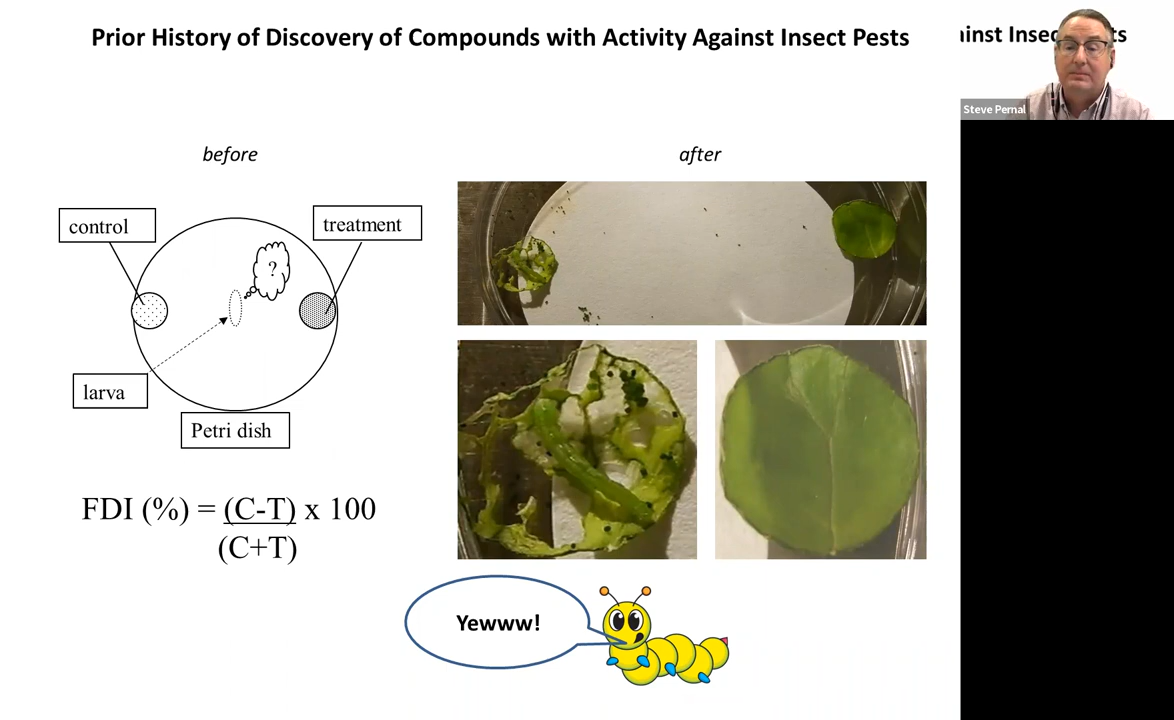 Prior History of Discovery of Compounds with Activity Against Insect Pests
Steve Pernal
before
after
control
treatment
?
larva
Petri dish
FDI (%) = (C-T) x 100
(C+T)
Yewww!